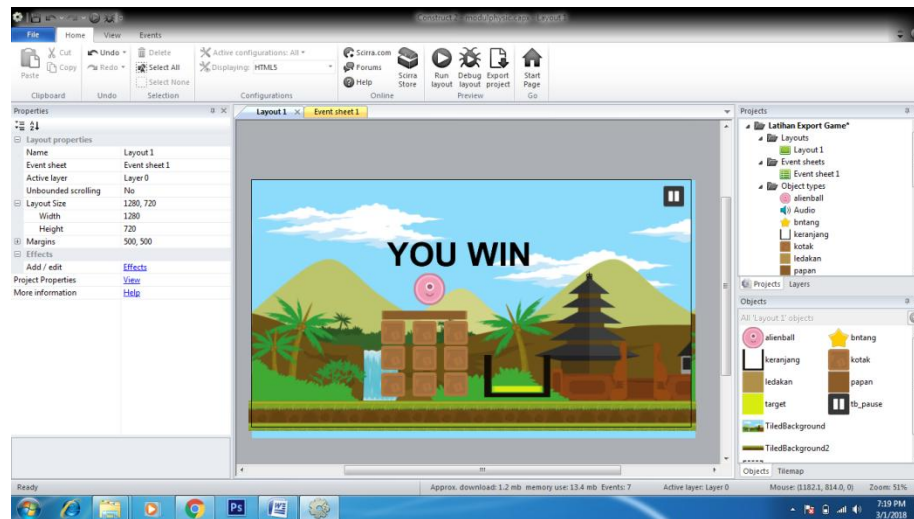 Construct 2 - modulphysic.capx - Layout 1
File Home View Events
Cut
Copy
Paste
Clipboard
Undo
Redo
Undo
Delete
Select All
Select None
Selection
Active configurations: All
Displaying: HTML5
Configurations
Scirra.com
Forums
Help
Scirra Store
Online
Run layout
Debug layout
Export project
Preview
Start Page
Go
Properties
Layout properties
Name Layout 1
Event sheet Event sheet 1
Active layer Layer 0
Unbounded scrolling No
Layout Size 1280, 720
Width 1280
Height 720
Margins 500, 500
Effects
Add / edit Effects
Project Properties View
More information Help
Layout 1 Event sheet 1
YOU WIN
Projects
Latihan Export Game*
Layouts
Layout 1
Event sheets
Event sheet 1
Object types
alienball
Audio
bntang
keranjang
kotak
ledakan
papan
Projects Layers
Objects
All 'Layout 1' objects
alienball bntang
keranjang kotak
ledakan papan
target tb_pause
TiledBackground
TiledBackground2
Objects Tilemap
Ready Approx. download: 1.2 mb memory use: 13.4 mb Events: 7 Active layer: Layer 0 Mouse: (1182.1, 814.0, 0) Zoom: 51%
Ps
7:19 PM
3/1/2018